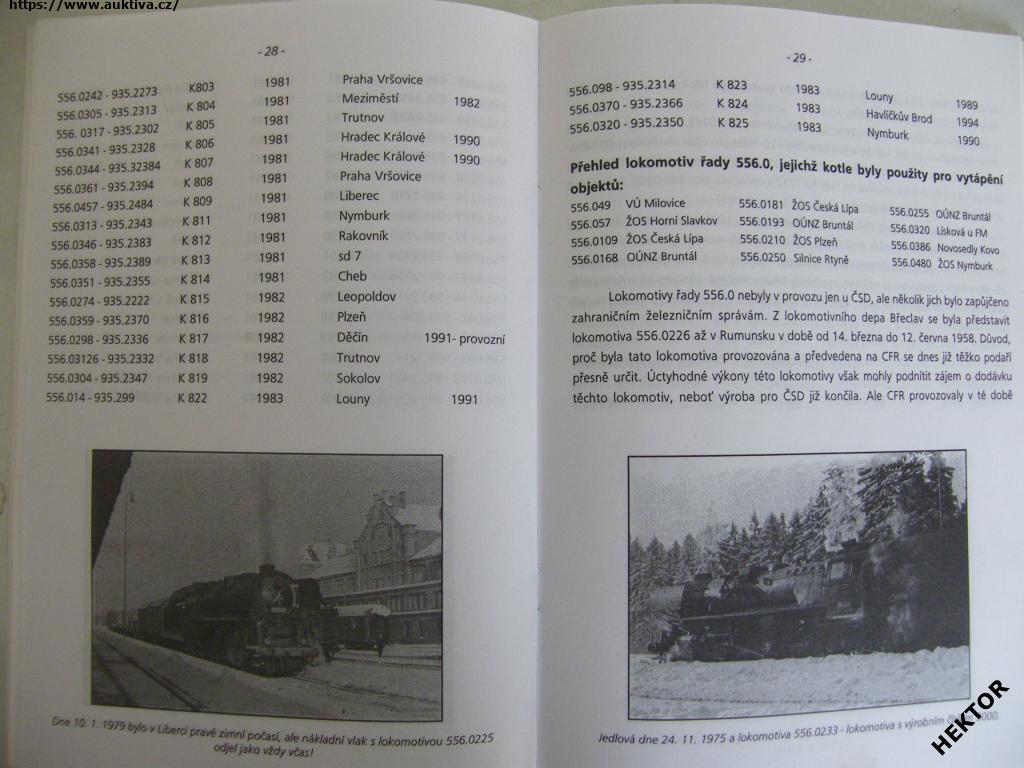 https://www.auktiva.cz/
- 28 -
556.0242 - 935.2273 K803 1981 Praha Vršovice
556.0305 - 935.2313 K 804 1981 Meziměstí 1982
556. 0317 - 935.2302 K 805 1981 Trutnov
556.0341 - 935.2328 K 806 1981 Hradec Králové 1990
556.0344 - 935.32384 K 807 1981 Hradec Králové 1990
556.0361 - 935.2394 K 808 1981 Praha Vršovice
556.0457 - 935.2484 K 809 1981 Liberec
556.0313 - 935.2343 K 811 1981 Nymburk
556.0346 - 935.2383 K 812 1981 Rakovník
556.0358 - 935.2389 K 813 1981 sd 7
556.0351 - 935.2355 K 814 1981 Cheb
556.0274 - 935.2222 K 815 1982 Leopoldov
556.0359 - 935.2370 K 816 1982 Plzeň
556.0298 - 935.2336 K 817 1982 Děčín 1991- provozní
556.03126 - 935.2332 K 818 1982 Trutnov
556.0304 - 935.2347 K 819 1982 Sokolov
556.014 - 935.299 K 822 1983 Louny 1991
Dne 10. 1. 1979 bylo v Liberci pravé zimní počasí, ale nákladní vlak s lokomotivou 556.0225
odjel jako vždy včas!
- 29 -
556.098 - 935.2314 K 823 1983 Louny 1989
556.0370 - 935.2366 K 824 1983 Havlíčkův Brod 1994
556.0320 - 935.2350 K 825 1983 Nymburk 1990
Přehled lokomotiv řady 556.0, jejichž kotle byly použity pro vytápění
objektů:
556.049 VÚ Milovice 556.0181 ŽOS Česká Lípa 556.0255 OÚNZ Bruntál
556.057 ŽOS Horní Slavkov 556.0193 OÚNZ Bruntál 556.0320 Lísková u FM
556.0109 ŽOS Česká Lípa 556.0210 ŽOS Plzeň 556.0386 Novosedly Kovo
556.0168 OÚNZ Bruntál 556.0250 Silnice Rtyně 556.0480 ŽOS Nymburk
Lokomotivy řady 556.0 nebyly v provozu jen u ČSD, ale několik jich bylo zapůjčeno
zahraničním železničním správám. Z lokomotivního depa Břeclav se byla představit
lokomotiva 556.0226 až v Rumunsku v době od 14. března do 12. června 1958. Důvod,
proč byla tato lokomotiva provozována a předvedena na CFR se dnes již těžko podaří
přesně určit. Úctyhodné výkony této lokomotivy však mohly podnítit zájem o dodávku
těchto lokomotiv, neboť výroba pro ČSD již končila. Ale CFR provozovaly v té době
Jedlová dne 24. 11. 1975 a lokomotiva 556.0233 - lokomotiva s výrobním
HEKTOR